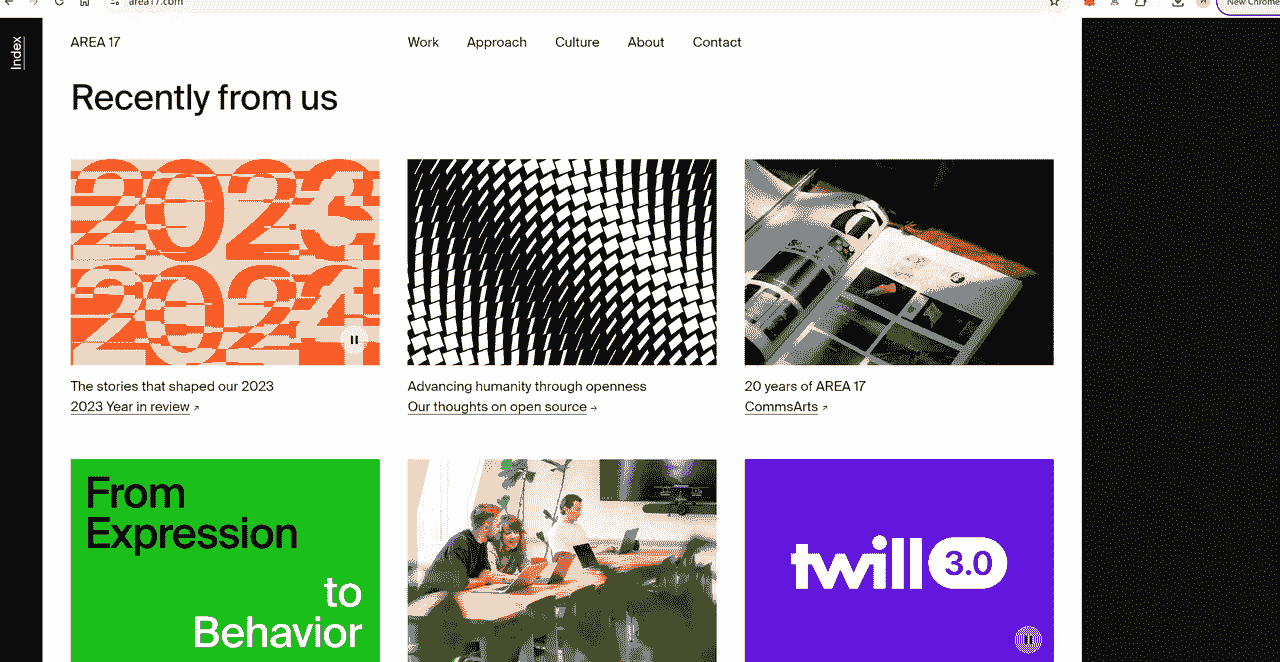 area17.com
New Chrome
Index
AREA 17
Work
Approach
Culture
About
Contact
Recently from us
2023
2024
The stories that shaped our 2023
2023 Year in review ↗
Advancing humanity through openness
Our thoughts on open source →
20 years of AREA 17
CommsArts ↗
From
Expression
to
Behavior
twill 3.0